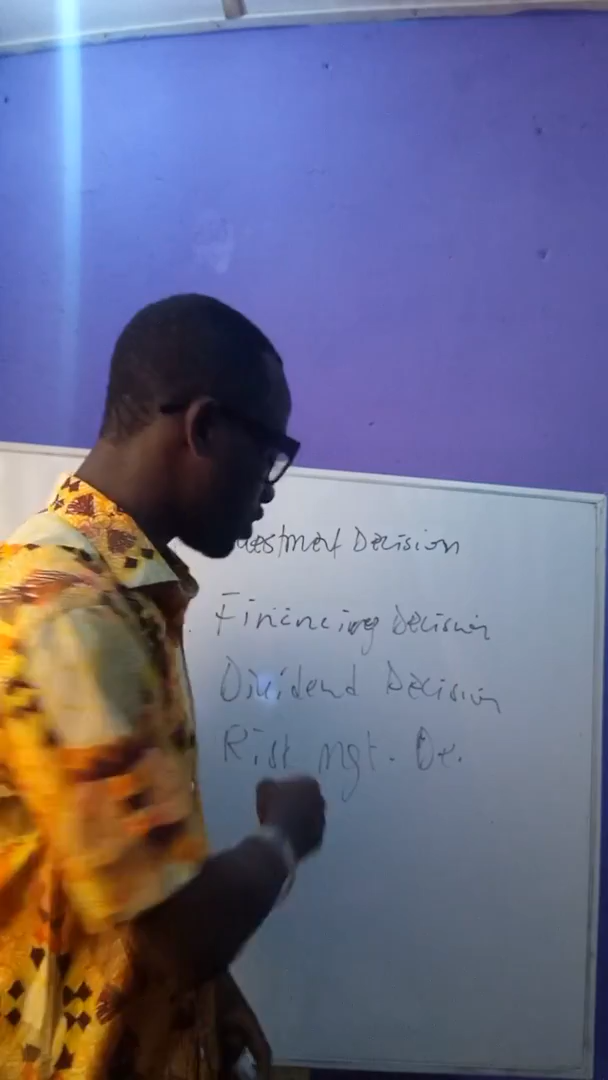 vestment Decision
Financing Decision
Dividend Decision
Risk mgt. De.